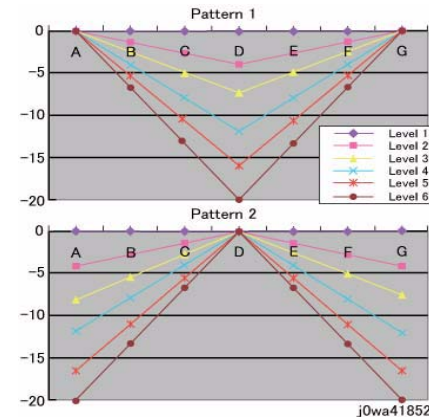 Pattern 1
0
A B C D E F G
-5
-10
-15
-20
Level 1
Level 2
Level 3
Level 4
Level 5
Level 6
Pattern 2
0
A B C D E F G
-5
-10
-15
-20
j0wa41852